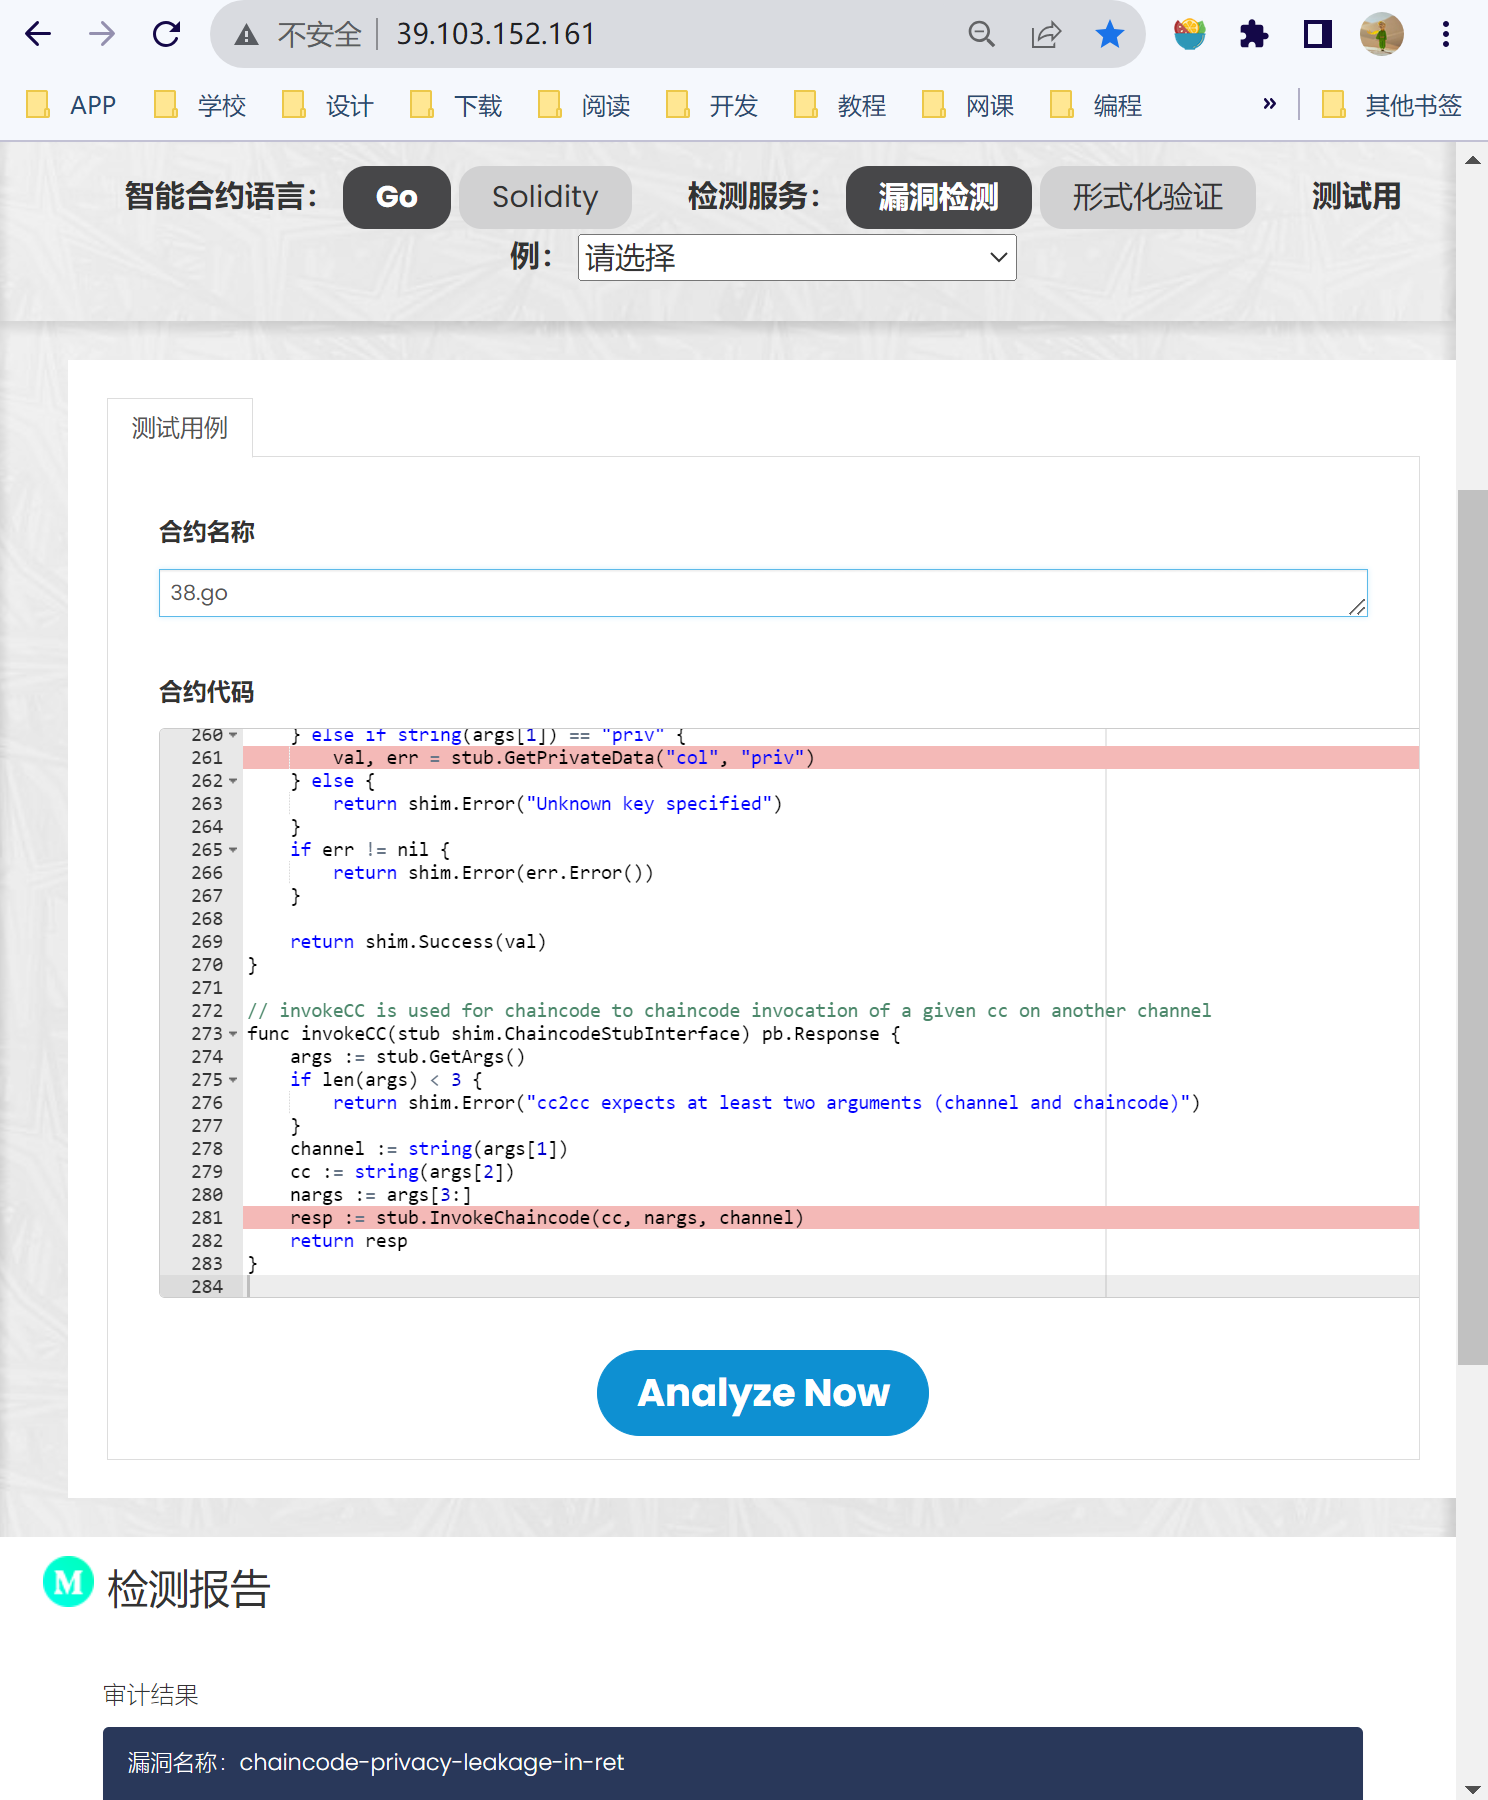 不安全 39.103.152.161
APP 学校 设计 下载 阅读 开发 教程 网课 编程 » 其他书签
智能合约语言： Go Solidity 检测服务： 漏洞检测 形式化验证 测试用
例： 请选择
测试用例
合约名称
38.go
合约代码
260 } else if string(args[1]) == "priv" {
261 val, err = stub.GetPrivateData("col", "priv")
262 } else {
263 return shim.Error("Unknown key specified")
264 }
265 if err != nil {
266 return shim.Error(err.Error())
267 }
268
269 return shim.Success(val)
270 }
271
272 // invokeCC is used for chaincode to chaincode invocation of a given cc on another channel
273 func invokeCC(stub shim.ChaincodeStubInterface) pb.Response {
274 args := stub.GetArgs()
275 if len(args) < 3 {
276 return shim.Error("cc2cc expects at least two arguments (channel and chaincode)")
277 }
278 channel := string(args[1])
279 cc := string(args[2])
280 nargs := args[3:]
281 resp := stub.InvokeChaincode(cc, nargs, channel)
282 return resp
283 }
284
Analyze Now
M 检测报告
审计结果
漏洞名称：chaincode-privacy-leakage-in-ret